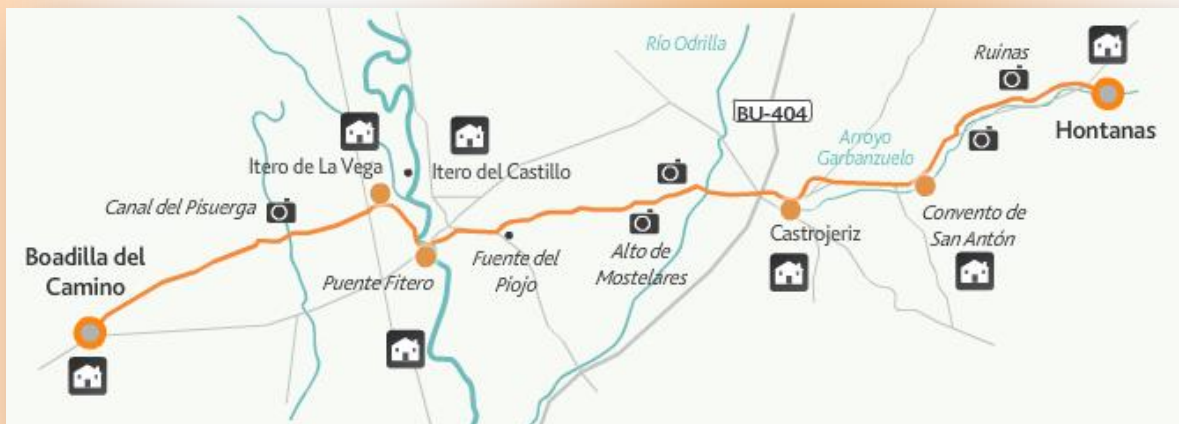 Río Odrilla
Ruinas
BU-404
Hontanas
Arroyo
Garbanzuelo
Itero de La Vega
Itero del Castillo
Canal del Pisuerga
Convento de
San Antón
Castrojeriz
Boadilla del
Camino
Puente Fitero
Fuente del
Piojo
Alto de
Mostelares